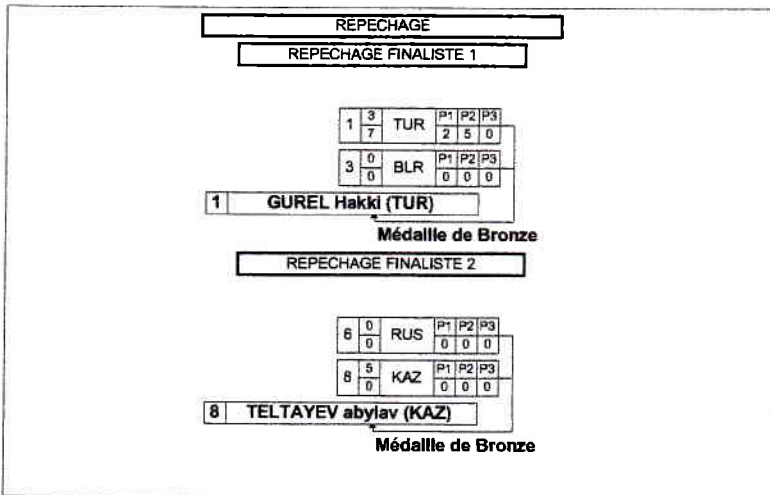 REPECHAGE
REPECHAGE FINALISTE 1
1 3 TUR P1 P2 P3
7 2 5 0
3 0 BLR P1 P2 P3
0 0 0 0
1 GUREL Hakki (TUR)
Médaille de Bronze
REPECHAGE FINALISTE 2
6 0 RUS P1 P2 P3
0 0 0 0
8 5 KAZ P1 P2 P3
0 0 0 0
8 TELTAYEV abylav (KAZ)
Médaille de Bronze